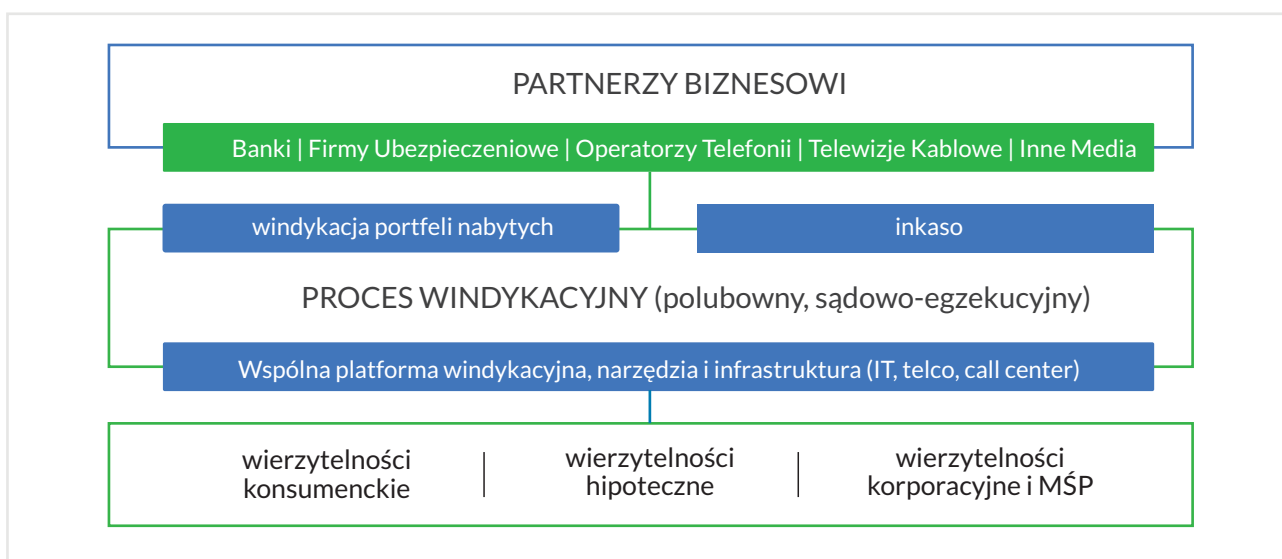 PARTNERZY BIZNESOWI
Banki | Firmy Ubezpieczeniowe | Operatorzy Telefonii | Telewizje Kablowe | Inne Media
windykacja portfeli nabytych
inkaso
PROCES WINDYKACYJNY (polubowny, sądowo-egzekucyjny)
Wspólna platforma windykacyjna, narzędzia i infrastruktura (IT, telco, call center)
wierzytelności
konsumenckie
wierzytelności
hipoteczne
wierzytelności
korporacyjne i MŚP